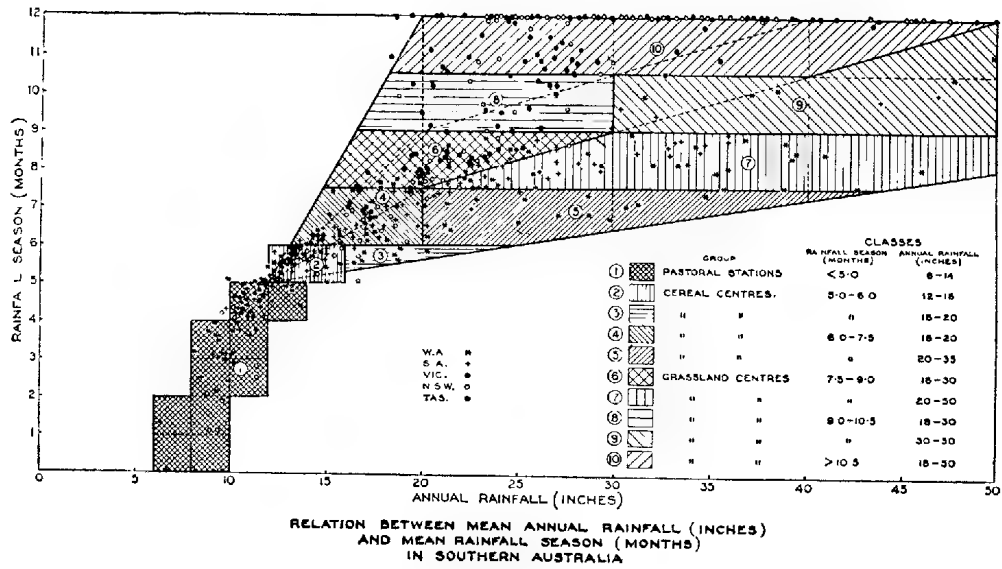 12
11
10
9
8
7
6
5
4
3
2
1
0
RAINFA L SEASON (MONTHS)
10
8
9
6
7
4
5
3
2
1
W.A
S.A.
VIC.
N.S.W.
TAS.
CLASSES
GROUP RAINFALL SEASON (MONTHS) ANNUAL RAINFALL (INCHES)
1 PASTORAL STATIONS <5.0 6-14
2 CEREAL CENTRES. 5.0-6.0 12-16
3 " " " 16-20
4 " " 6.0-7.5 16-20
5 " " " 20-35
6 GRASSLAND CENTRES 7.5-9.0 16-30
7 " " " 20-50
8 " " 9.0-10.5 18-30
9 " " " 30-50
10 " " >10.5 18-50
0 5 10 15 20 25 30 35 40 45 50
ANNUAL RAINFALL (INCHES)
RELATION BETWEEN MEAN ANNUAL RAINFALL (INCHES)
AND MEAN RAINFALL SEASON (MONTHS)
IN SOUTHERN AUSTRALIA